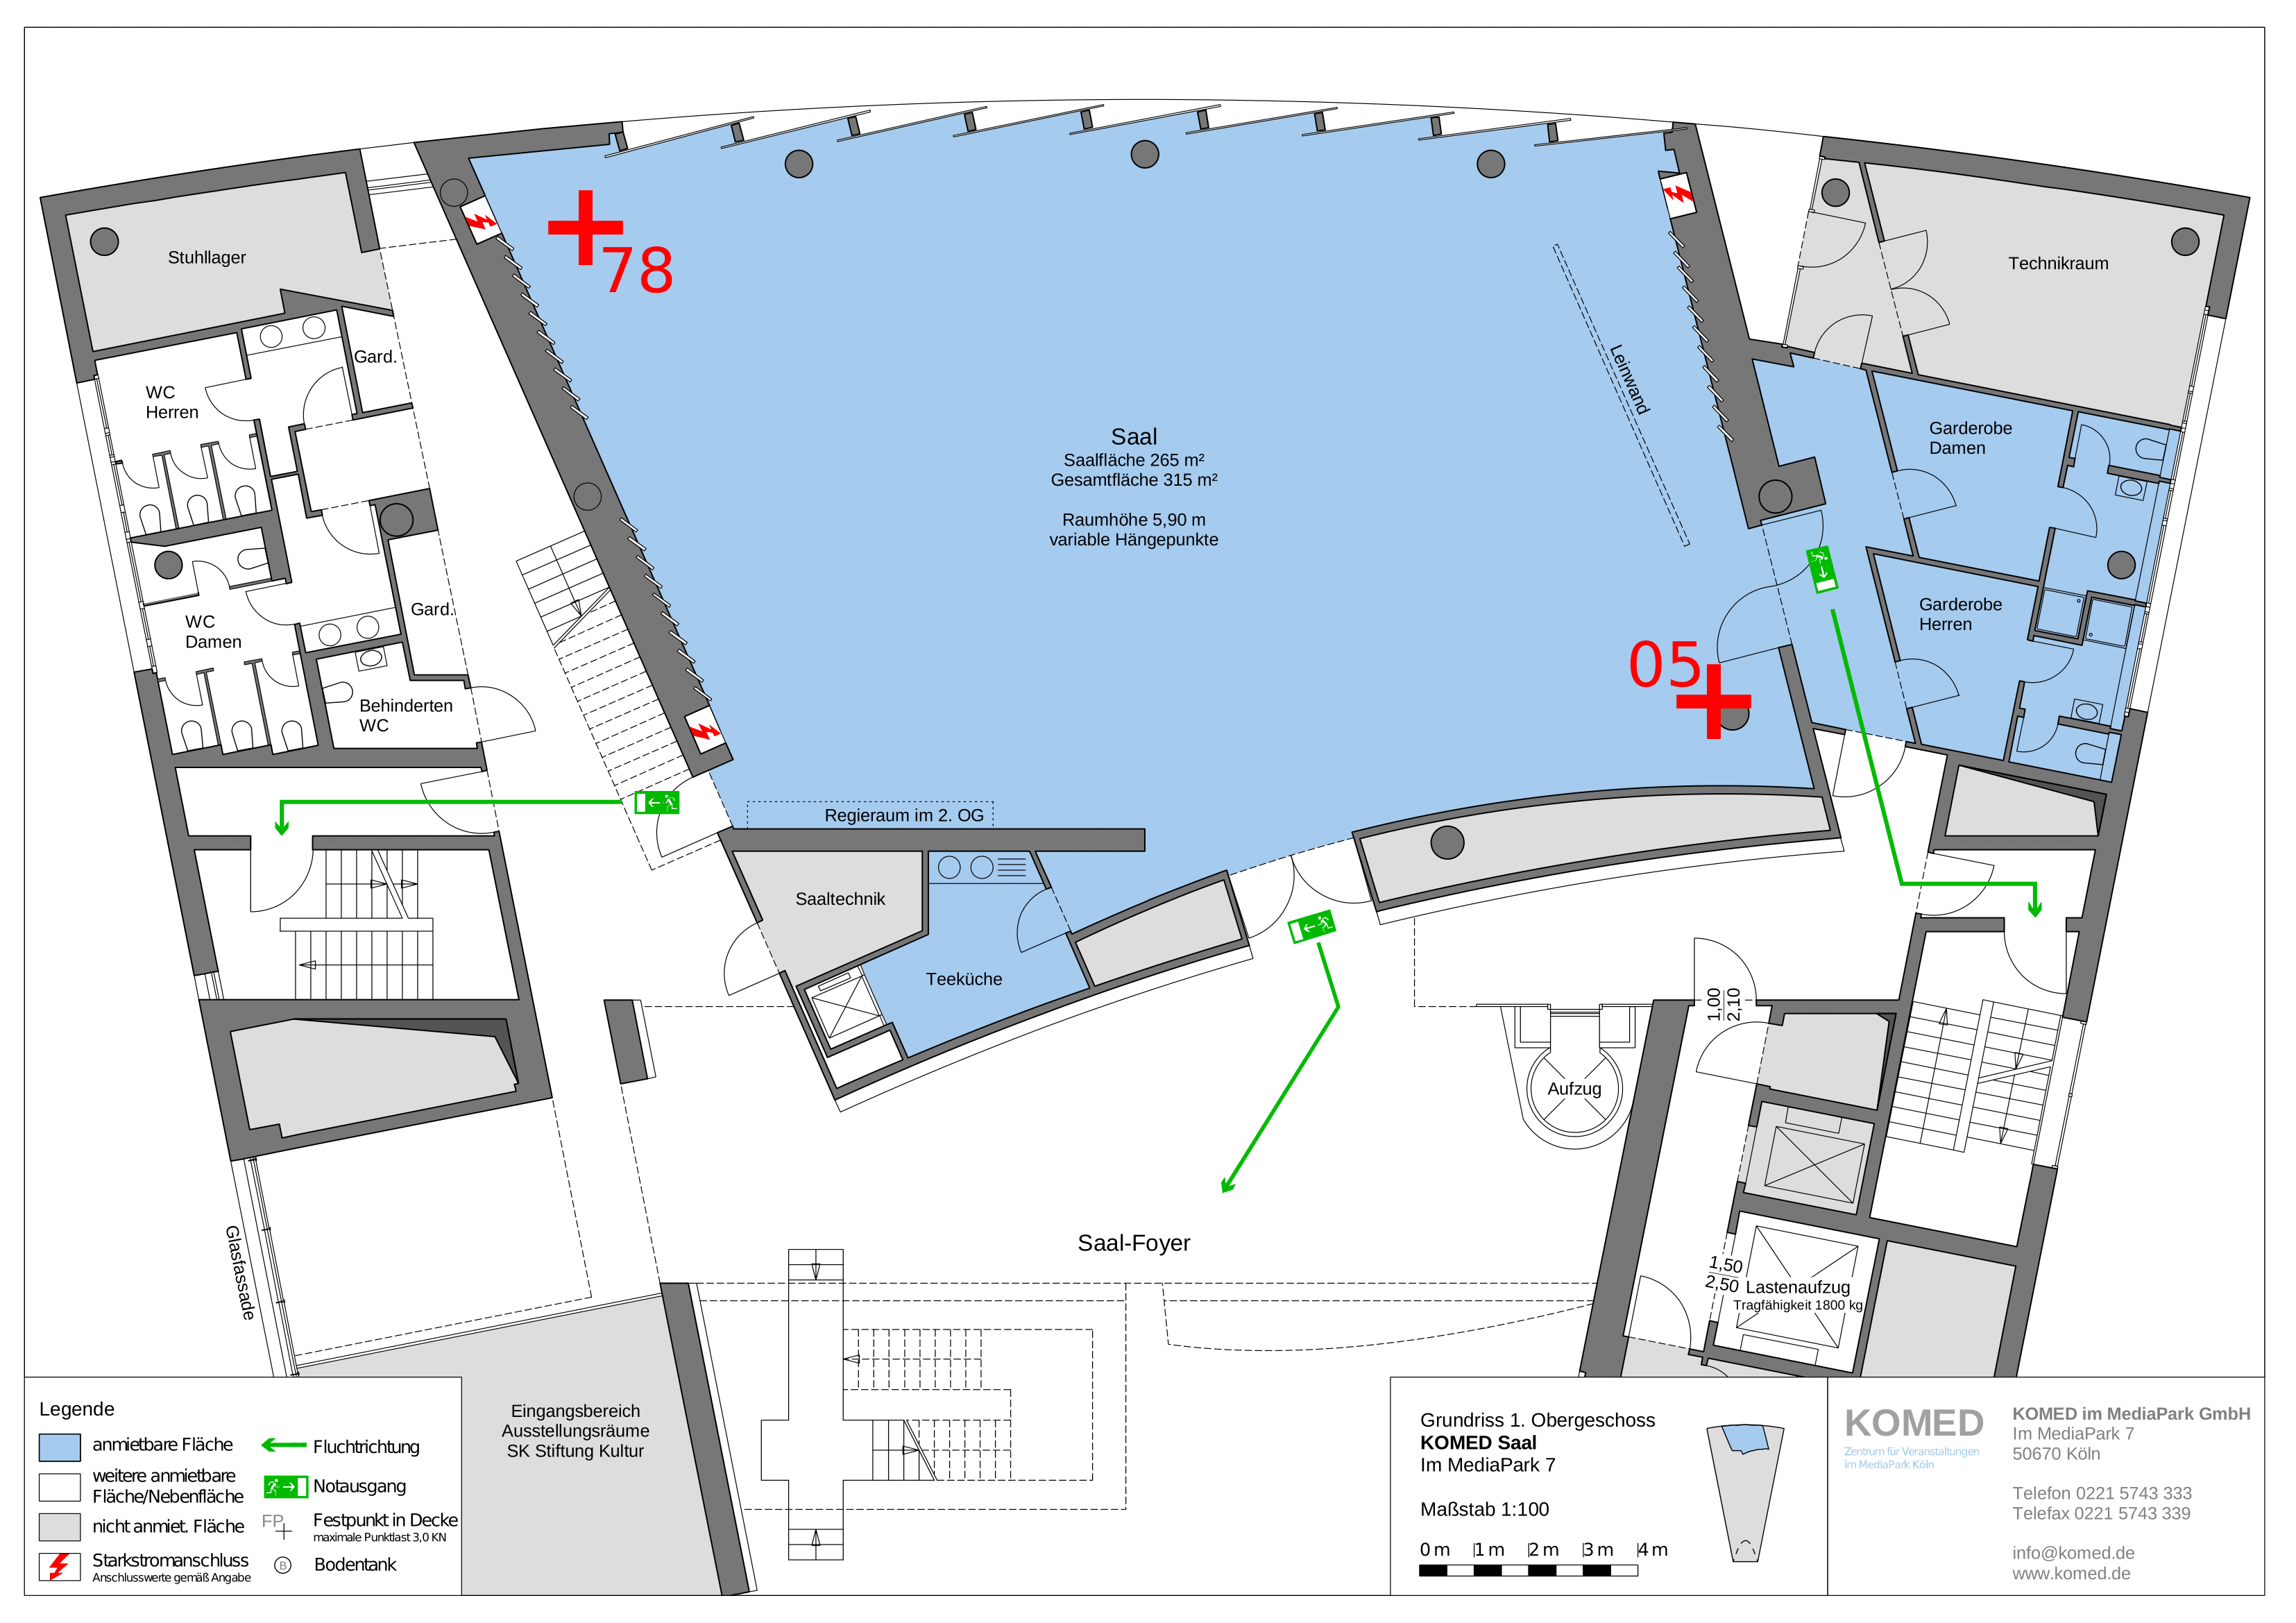 78
Stuhllager
Technikraum
Gard.
WC
Herren
Leinwand
Saal
Saalfläche 265 m²
Gesamtfläche 315 m²
Raumhöhe 5,90 m
variable Hängepunkte
Garderobe
Damen
Gard.
WC
Damen
Garderobe
Herren
05
Behinderten
WC
Regieraum im 2. OG
Saaltechnik
Teeküche
1,00
2,10
Aufzug
Glasfassade
Saal-Foyer
1,50
2,50
Lastenaufzug
Tragfähigkeit 1800 kg
Eingangsbereich
Ausstellungsräume
SK Stiftung Kultur
Legende
anmietbare Fläche
weitere anmietbare
Fläche/Nebenfläche
nicht anmiet. Fläche
Starkstromanschluss
Anschlusswerte gemäß Angabe
Fluchtrichtung
Notausgang
FP
Festpunkt in Decke
maximale Punktlast 3,0 KN
B
Bodentank
Grundriss 1. Obergeschoss
KOMED Saal
Im MediaPark 7
Maßstab 1:100
0 m 1 m 2 m 3 m 4 m
KOMED
Zentrum für Veranstaltungen
im MediaPark Köln
KOMED im MediaPark GmbH
Im MediaPark 7
50670 Köln
Telefon 0221 5743 333
Telefax 0221 5743 339
info@komed.de
www.komed.de